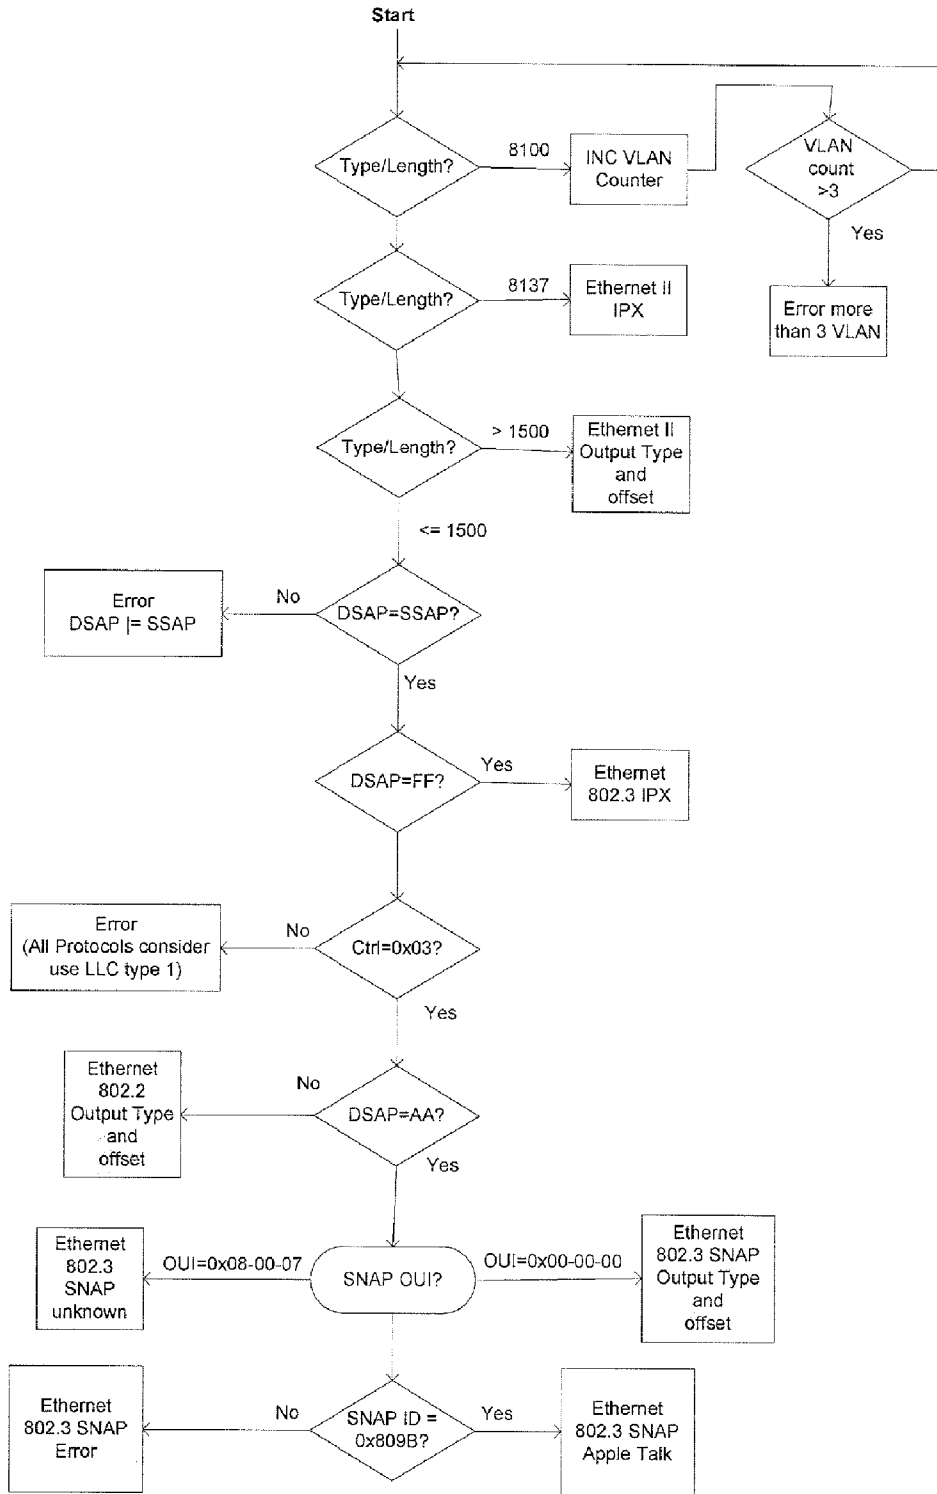 Start
Type/Length?
8100
INC VLAN
Counter
VLAN
count
>3
Yes
Type/Length?
8137
Ethernet II
IPX
Error more
than 3 VLAN
Type/Length?
> 1500
Ethernet II
Output Type
and
offset
<= 1500
Error
DSAP |= SSAP
No
DSAP=SSAP?
Yes
DSAP=FF?
Yes
Ethernet
802.3 IPX
Error
(All Protocols consider
use LLC type 1)
No
Ctrl=0x03?
Yes
Ethernet
802.2
Output Type
and
offset
No
DSAP=AA?
Yes
Ethernet
802.3
SNAP
unknown
OUI=0x08-00-07
SNAP OUI?
OUI=0x00-00-00
Ethernet
802.3 SNAP
Output Type
and
offset
Ethernet
802.3 SNAP
Error
No
SNAP ID =
0x809B?
Yes
Ethernet
802.3 SNAP
Apple Talk